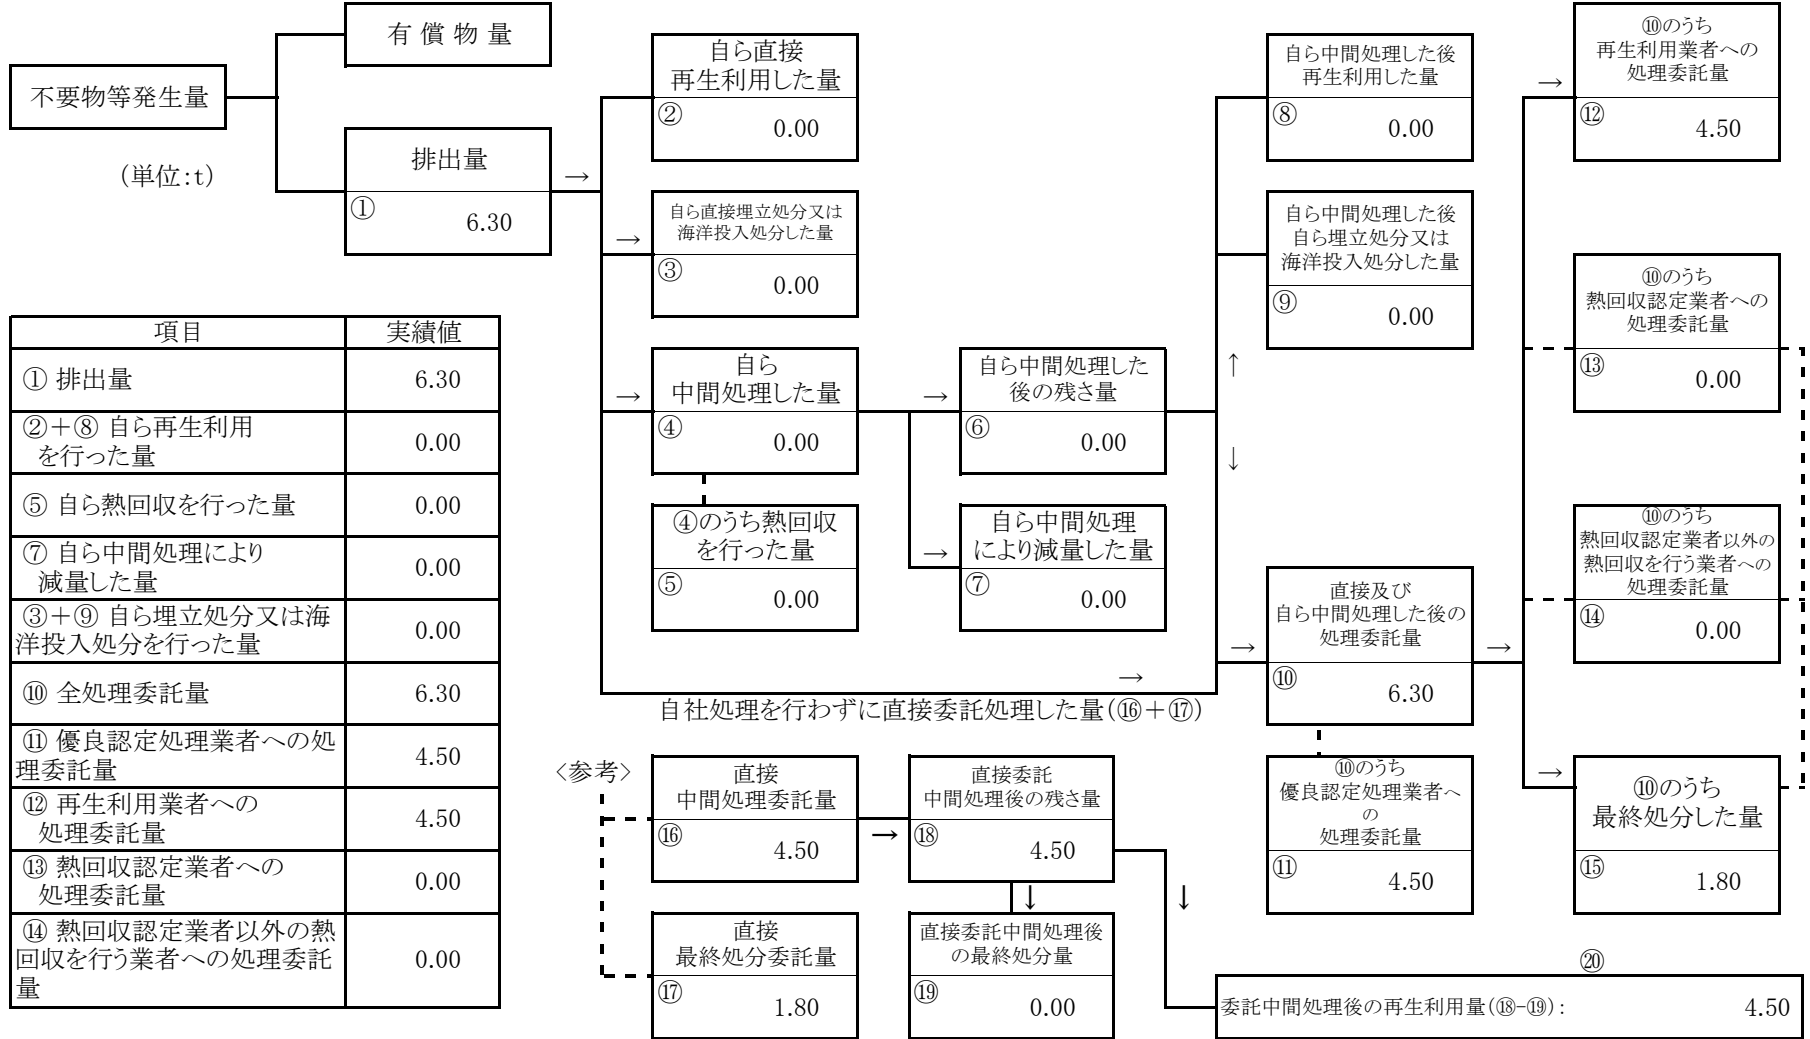 有 償 物 量
不要物等発生量
(単位:t)
排出量
①
6.30
→
自ら直接
再生利用した量
②
0.00
→
自ら直接埋立処分又は
海洋投入処分した量
③
0.00
→
自ら
中間処理した量
④
0.00
④のうち熱回収
を行った量
⑤
0.00
→
自ら中間処理した
後の残さ量
⑥
0.00
→
自ら中間処理
により減量した量
⑦
0.00
自ら中間処理した後
再生利用した量
⑧
0.00
自ら中間処理した後
自ら埋立処分又は
海洋投入処分した量
⑨
0.00
↑
↓
→
自社処理を行わずに直接委託処理した量(⑯+⑰)
→
直接及び
自ら中間処理した後の
処理委託量
⑩
6.30
→
⑩のうち
優良認定処理業者へ
の
処理委託量
⑪
4.50
→
⑩のうち
再生利用業者への
処理委託量
⑫
4.50
⑩のうち
熱回収認定業者への
処理委託量
⑬
0.00
⑩のうち
熱回収認定業者以外の
熱回収を行う業者への
処理委託量
⑭
0.00
→
⑩のうち
最終処分した量
⑮
1.80
項目 実績値
① 排出量 6.30
②+⑧ 自ら再生利用
を行った量 0.00
⑤ 自ら熱回収を行った量 0.00
⑦ 自ら中間処理により
減量した量 0.00
③+⑨ 自ら埋立処分又は海
洋投入処分を行った量 0.00
⑩ 全処理委託量 6.30
⑪ 優良認定処理業者への処
理委託量 4.50
⑫ 再生利用業者への
処理委託量 4.50
⑬ 熱回収認定業者への
処理委託量 0.00
⑭ 熱回収認定業者以外の熱
回収を行う業者への処理委託
量 0.00
<参考>
直接
中間処理委託量
⑯
4.50
→
直接委託
中間処理後の残さ量
⑱
4.50
↓
↓
直接
最終処分委託量
⑰
1.80
直接委託中間処理後
の最終処分量
⑲
0.00
⑳
委託中間処理後の再生利用量(⑱-⑲): 4.50